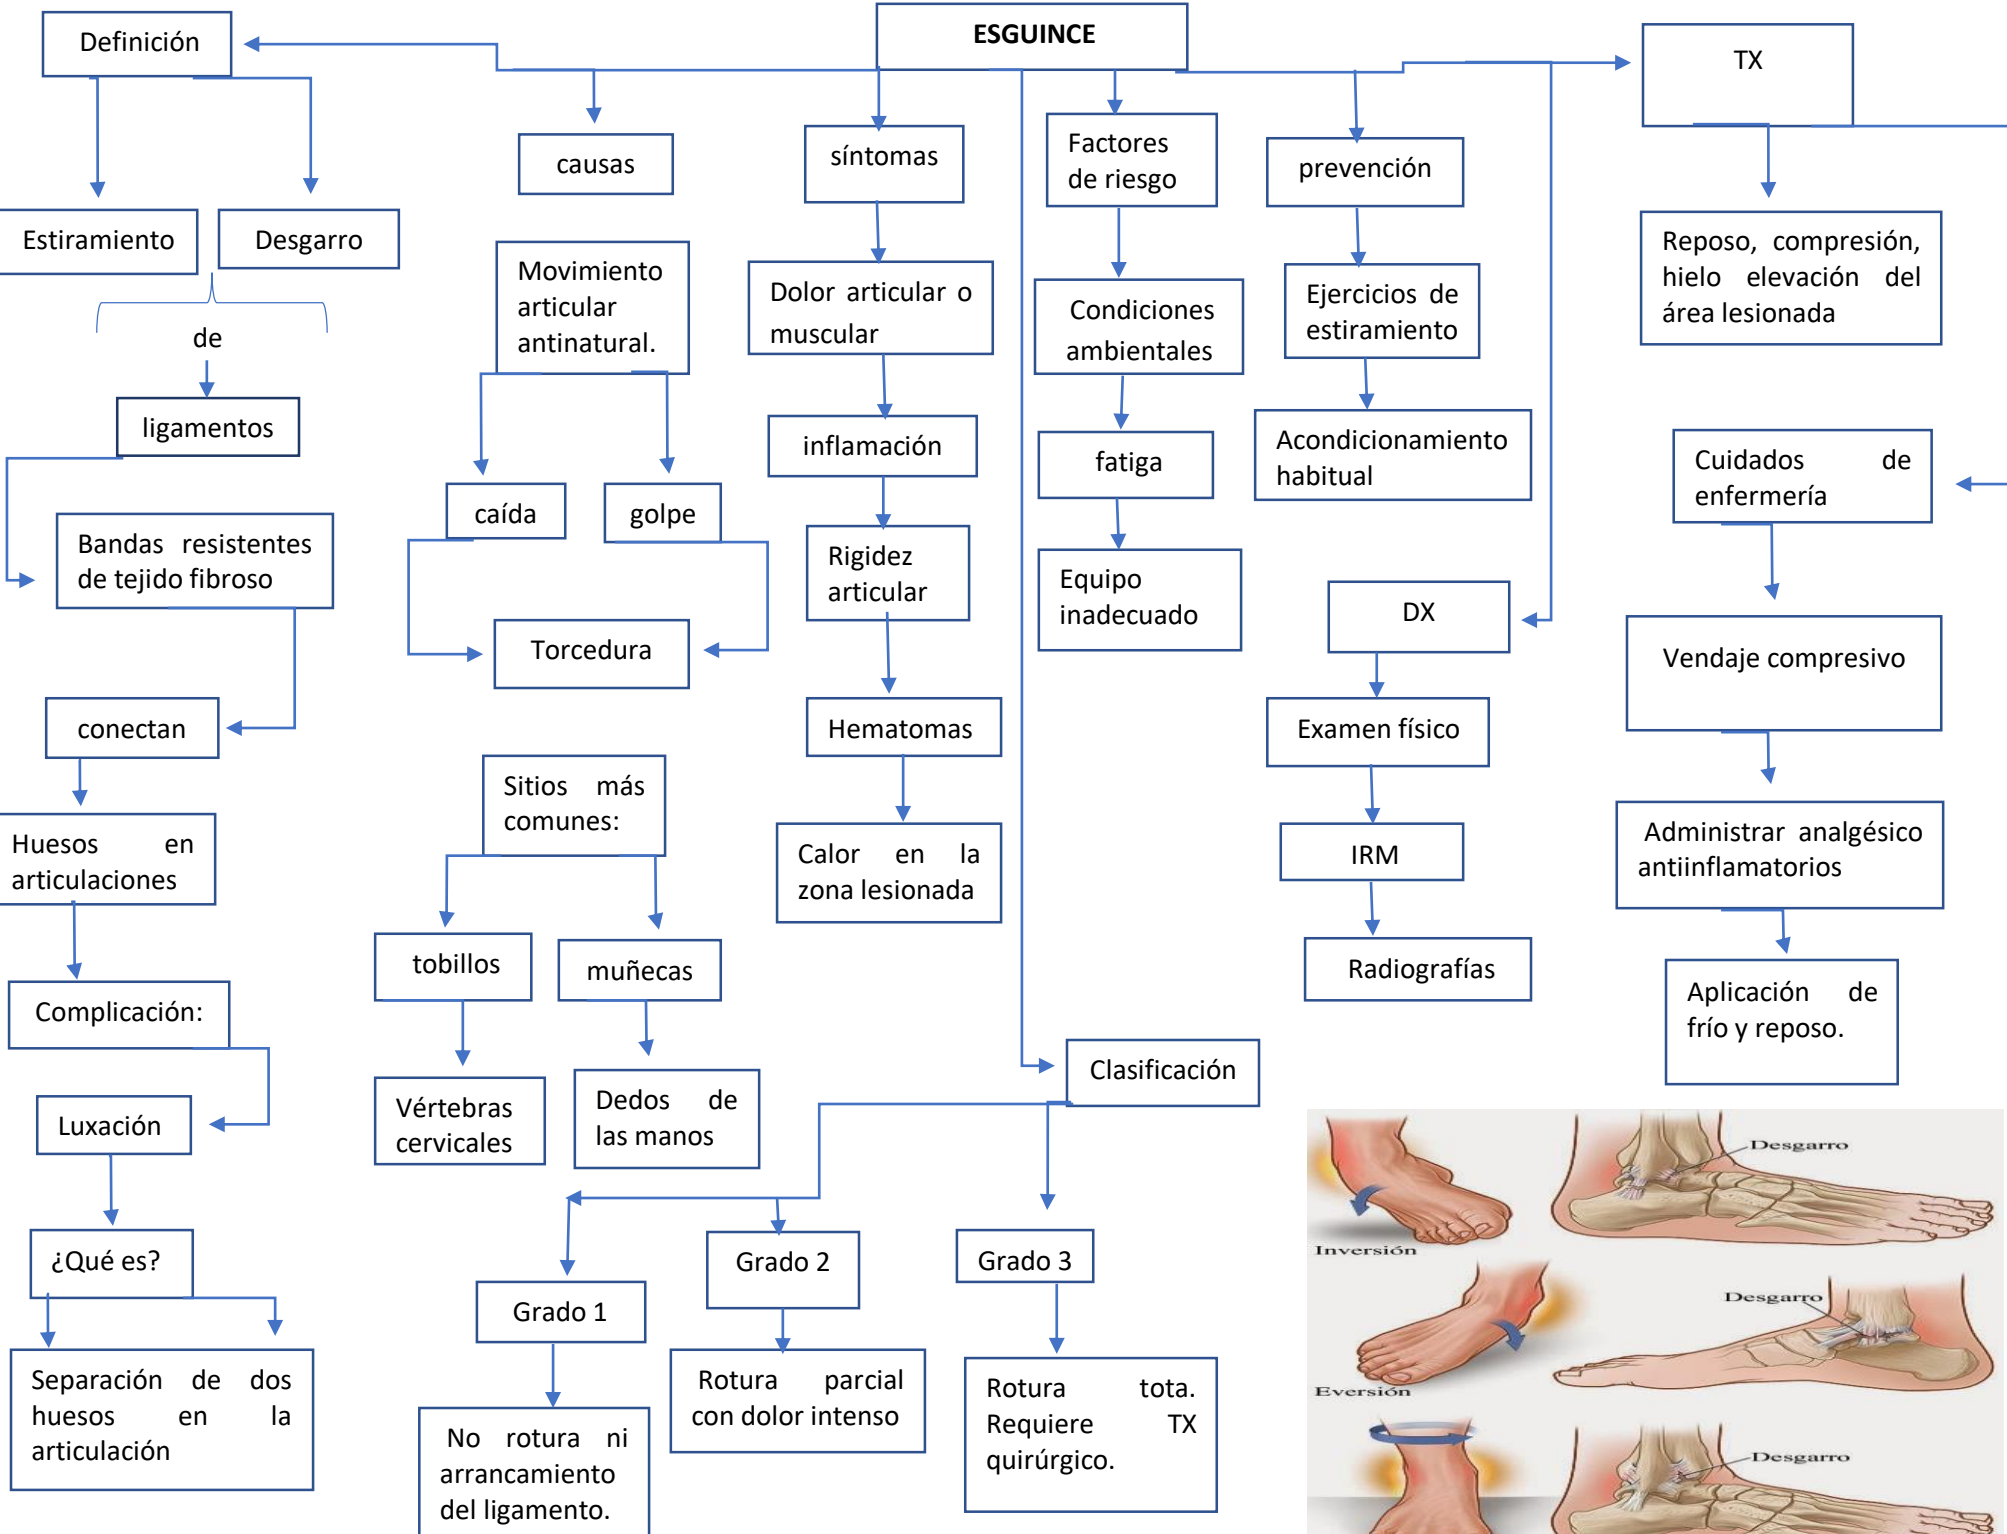 ESGUINCE
Definición
Estiramiento
Desgarro
de
ligamentos
Bandas resistentes
de tejido fibroso
conectan
Huesos en
articulaciones
Complicación:
Luxación
¿Qué es?
Separación de dos
huesos en la
articulación
causas
Movimiento
articular
antinatural.
caída
golpe
Torcedura
Sitios más
comunes:
tobillos
muñecas
Vértebras
cervicales
Dedos de
las manos
síntomas
Dolor articular o
muscular
inflamación
Rigidez
articular
Hematomas
Calor en la
zona lesionada
Clasificación
Grado 1
No rotura ni
arrancamiento
del ligamento.
Grado 2
Rotura parcial
con dolor intenso
Grado 3
Rotura tota.
Requiere TX
quirúrgico.
Factores
de riesgo
Condiciones
ambientales
fatiga
Equipo
inadecuado
prevención
Ejercicios de
estiramiento
Acondicionamiento
habitual
DX
Examen físico
IRM
Radiografías
TX
Reposo, compresión,
hielo elevación del
área lesionada
Cuidados de
enfermería
Vendaje compresivo
Administrar analgésico
antiinflamatorios
Aplicación de
frío y reposo.
Desgarro
Inversión
Desgarro
Eversión
Desgarro